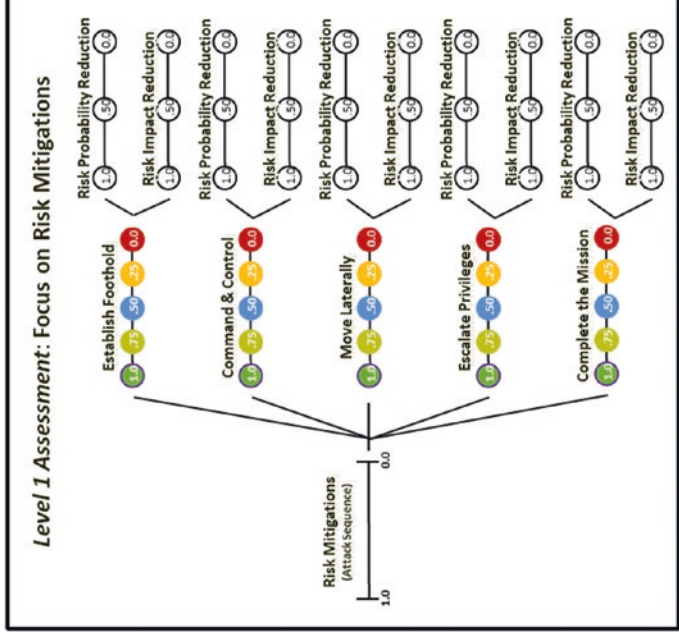 Level 1 Assessment: Focus on Risk Mitigations
Risk Mitigations
(Attack Sequence)
1.0
0.0
Establish Foothold
1.0 .75 .50 .25 0.0
Risk Probability Reduction
1.0 .50 0.0
Risk Impact Reduction
1.0 .50 0.0
Command & Control
1.0 .75 .50 .25 0.0
Risk Probability Reduction
1.0 .50 0.0
Risk Impact Reduction
1.0 .50 0.0
Move Laterally
1.0 .75 .50 .25 0.0
Risk Probability Reduction
1.0 .50 0.0
Risk Impact Reduction
1.0 .50 0.0
Escalate Privileges
1.0 .75 .50 .25 0.0
Risk Probability Reduction
1.0 .50 0.0
Risk Impact Reduction
1.0 .50 0.0
Complete the Mission
1.0 .75 .50 .25 0.0
Risk Probability Reduction
1.0 .50 0.0
Risk Impact Reduction
1.0 .50 0.0